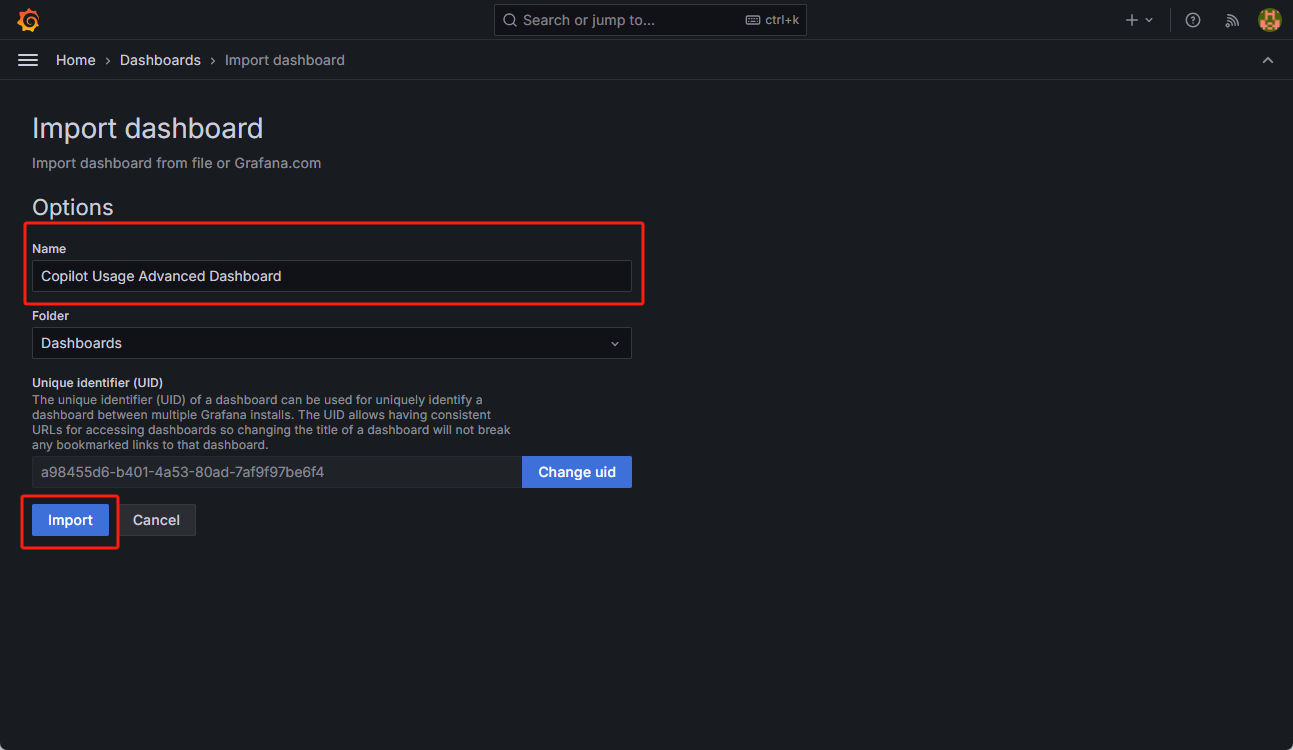 Search or jump to... ctrl+k
Home › Dashboards › Import dashboard
Import dashboard
Import dashboard from file or Grafana.com
Options
Name
Copilot Usage Advanced Dashboard
Folder
Dashboards
Unique identifier (UID)
The unique identifier (UID) of a dashboard can be used for uniquely identify a
dashboard between multiple Grafana installs. The UID allows having consistent
URLs for accessing dashboards so changing the title of a dashboard will not break
any bookmarked links to that dashboard.
a98455d6-b401-4a53-80ad-7af9f97be6f4 Change uid
Import Cancel